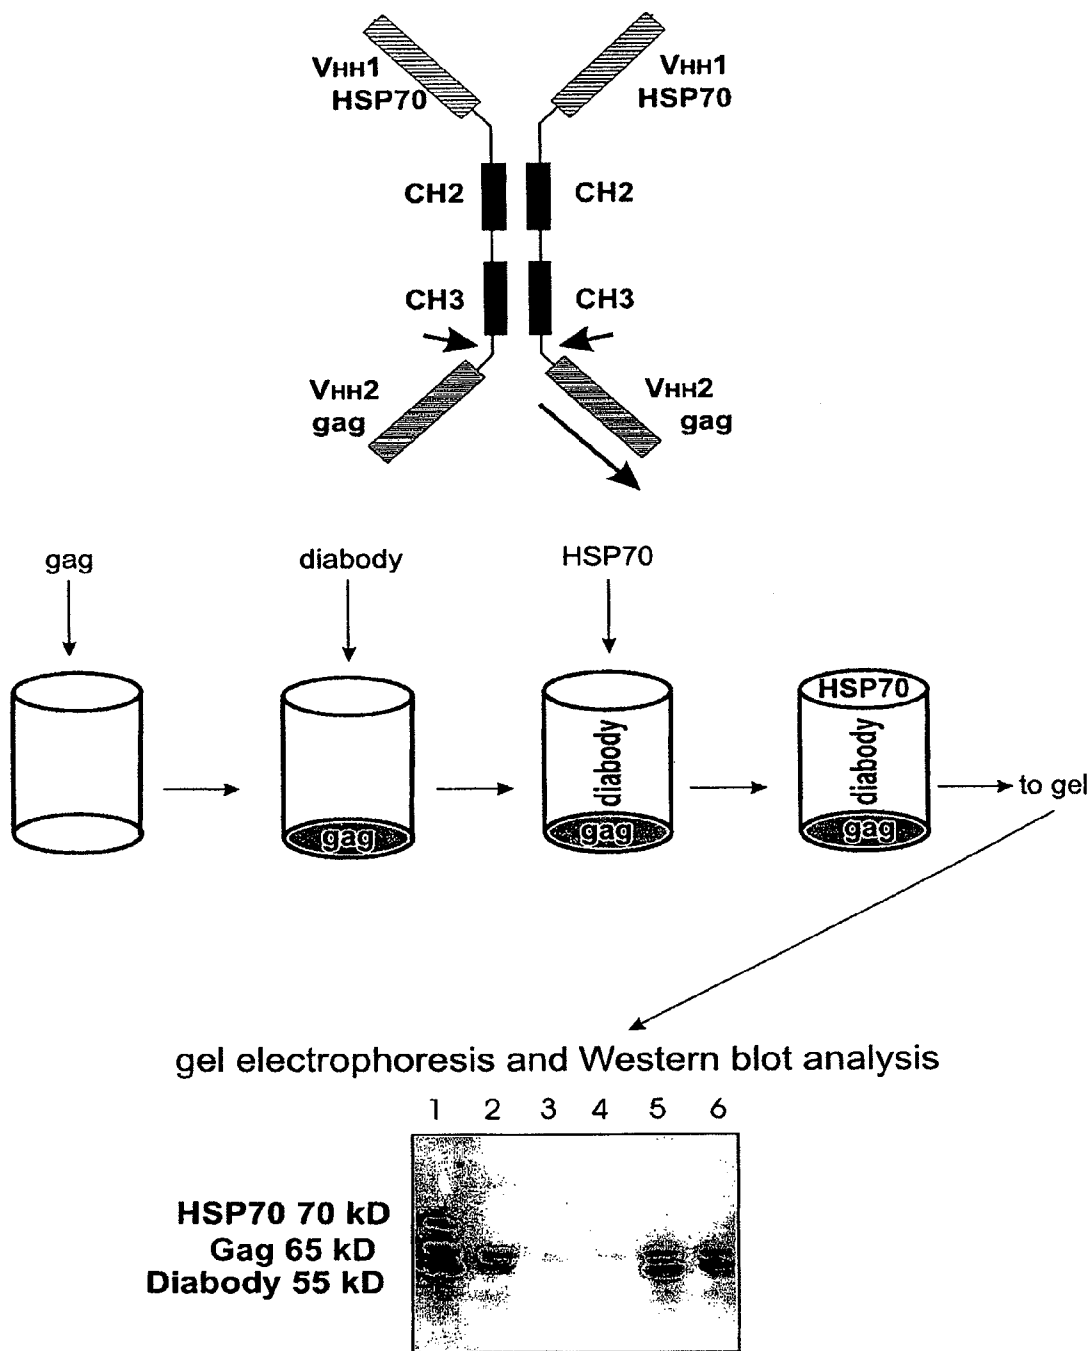 VHH1
HSP70
VHH1
HSP70
CH2
CH2
CH3
CH3
VHH2
gag
VHH2
gag
gag
diabody
HSP70
gag
diabody
gag
HSP70
diabody
gag
to gel
gel electrophoresis and Western blot analysis
1 2 3 4 5 6
HSP70 70 kD
Gag 65 kD
Diabody 55 kD